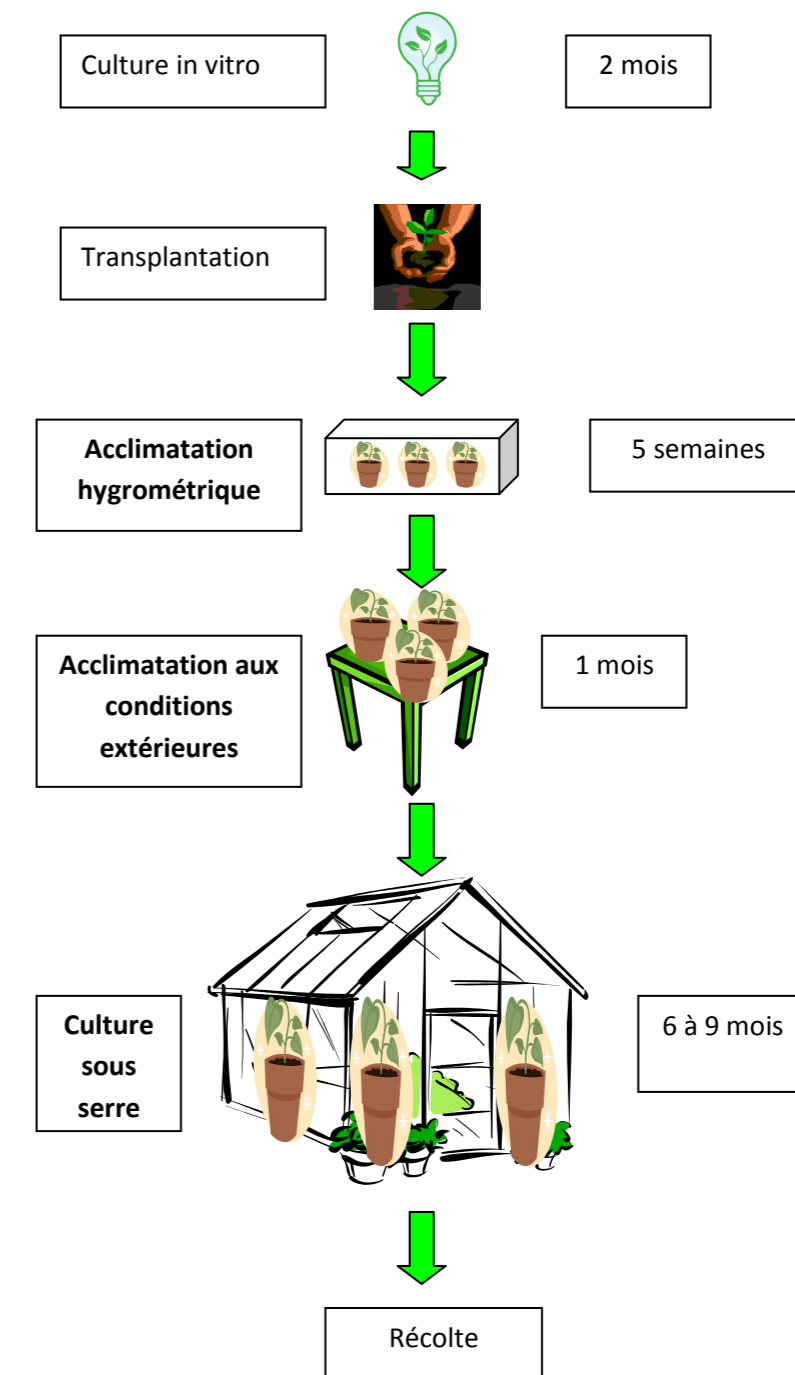 Culture in vitro
2 mois
Transplantation
Acclimatation
hygrométrique
5 semaines
Acclimatation aux
conditions
extérieures
1 mois
Culture
sous
serre
6 à 9 mois
Récolte